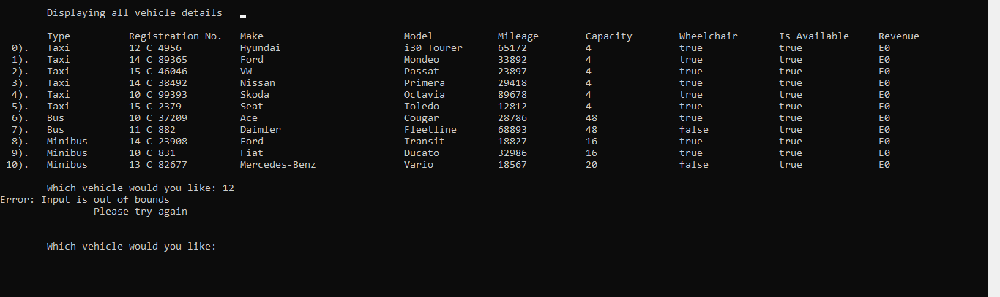 Displaying all vehicle details
Type Registration No. Make Model Mileage Capacity Wheelchair Is Available Revenue
0). Taxi 12 C 4956 Hyundai i30 Tourer 65172 4 true true E0
1). Taxi 14 C 89365 Ford Mondeo 33892 4 true true E0
2). Taxi 15 C 46046 VW Passat 23897 4 true true E0
3). Taxi 14 C 38492 Nissan Primera 29418 4 true true E0
4). Taxi 10 C 99393 Skoda Octavia 89678 4 true true E0
5). Taxi 15 C 2379 Seat Toledo 12812 4 true true E0
6). Bus 10 C 37209 Ace Cougar 28786 48 true true E0
7). Bus 11 C 882 Daimler Fleetline 68893 48 false true E0
8). Minibus 14 C 23908 Ford Transit 18827 16 true true E0
9). Minibus 10 C 831 Fiat Ducato 32986 16 true true E0
10). Minibus 13 C 82677 Mercedes-Benz Vario 18567 20 false true E0
Which vehicle would you like: 12
Error: Input is out of bounds
Please try again
Which vehicle would you like: